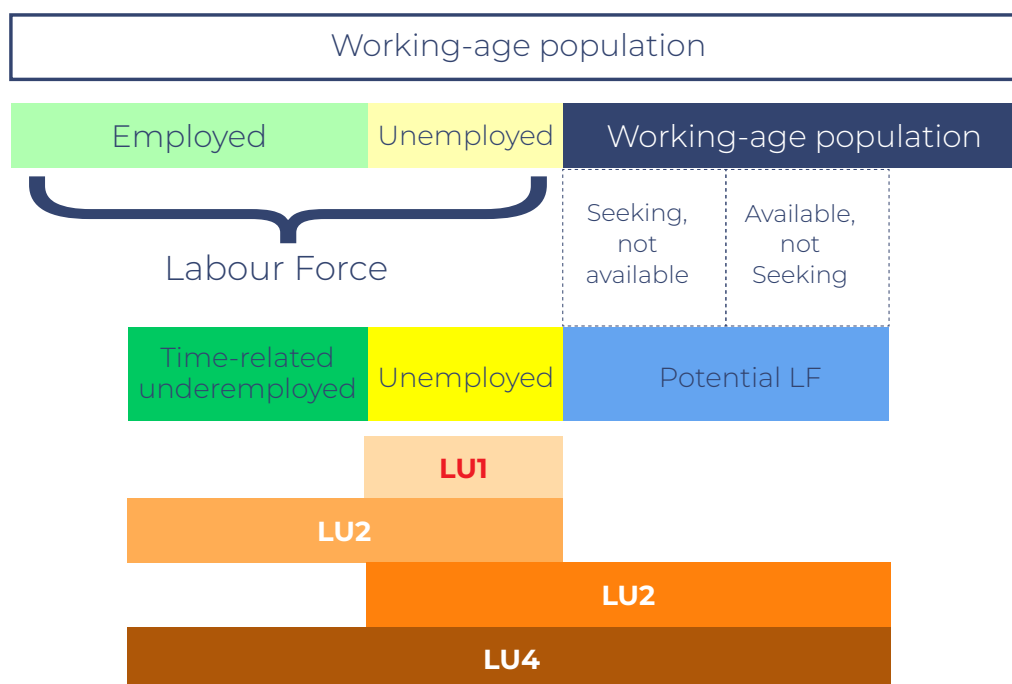 Working-age population
Employed
Unemployed
Working-age population
Seeking,
not
available
Available,
not
Seeking
Labour Force
Time-related
underemployed
Unemployed
Potential LF
LU1
LU2
LU2
LU4